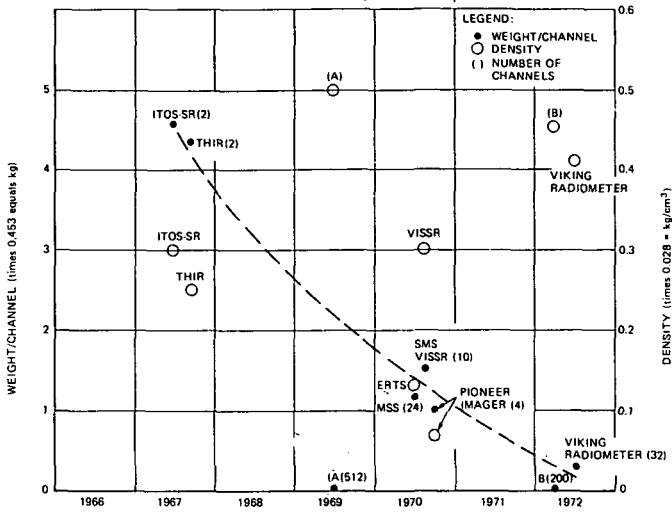 LEGEND:
● WEIGHT/CHANNEL
○ DENSITY
( ) NUMBER OF
CHANNELS
WEIGHT/CHANNEL (times 0.453 equals kg)
5
4
3
2
1
0
0.6
0.5
0.4
0.3
0.2
0.1
0
DENSITY (times 0.028 = kg/cm³)
(A)
ITOS-SR(2)
THIR(2)
(B)
VIKING
RADIOMETER
ITOS-SR
THIR
VISSR
SMS
VISSR (10)
ERTS
MSS (24)
PIONEER
IMAGER (4)
VIKING
RADIOMETER (32)
(A(512)
B(200)
1966
1967
1968
1969
1970
1971
1972